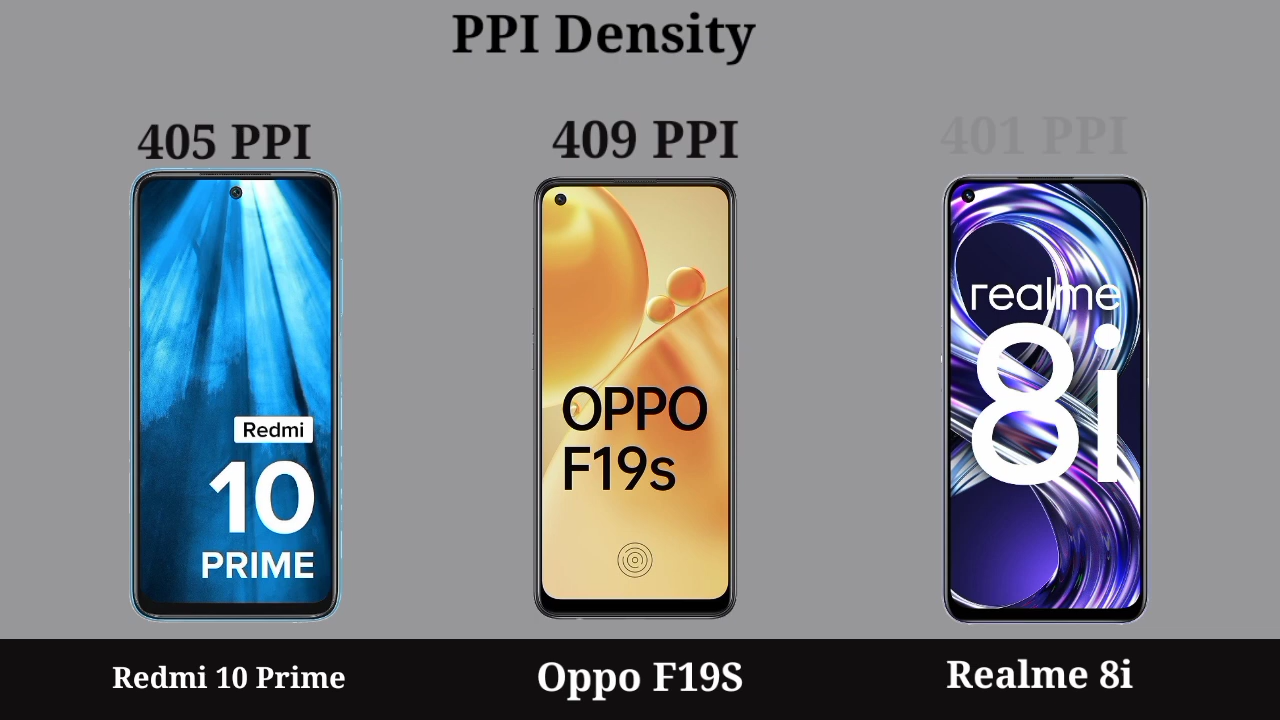 PPI Density
405 PPI
409 PPI
401 PPI
Redmi
10
PRIME
OPPO
F19s
realme
8i
Redmi 10 Prime
Oppo F19S
Realme 8i